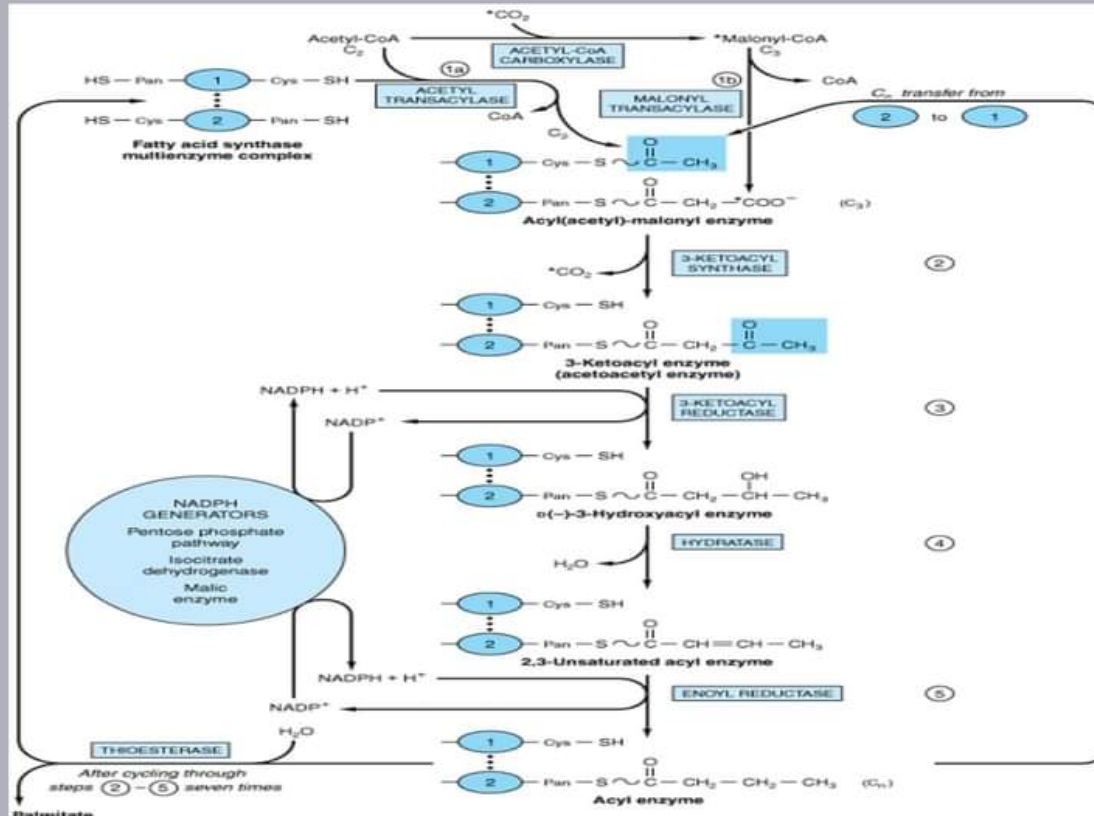 *CO₂
Acetyl-CoA
C₂
*Malonyl-CoA
C₃
ACETYL-CoA
CARBOXYLASE
HS — Pan — 1 — Cys — SH
1a
ACETYL
TRANSACYLASE
1b
MALONYL
TRANSACYLASE
CoA
CoA
Cₙ transfer from
2 to 1
HS — Cys — 2 — Pan — SH
Fatty acid synthase
multienzyme complex
C₂
O
1 — Cys — S ~ C — CH₃
O
2 — Pan — S ~ C — CH₂ — *COO⁻ (C₃)
Acyl(acetyl)-malonyl enzyme
*CO₂
3-KETOACYL
SYNTHASE
2
1 — Cys — SH
O O
2 — Pan — S ~ C — CH₂ — C — CH₃
3-Ketoacyl enzyme
(acetoacetyl enzyme)
NADPH + H⁺
NADP⁺
3-KETOACYL
REDUCTASE
3
1 — Cys — SH
O OH
2 — Pan — S ~ C — CH₂ — CH — CH₃
D(–)-3-Hydroxyacyl enzyme
NADPH
GENERATORS
Pentose phosphate
pathway
Isocitrate
dehydrogenase
Malic
enzyme
H₂O
HYDRATASE
4
1 — Cys — SH
O
2 — Pan — S ~ C — CH = CH — CH₃
2,3-Unsaturated acyl enzyme
NADPH + H⁺
NADP⁺
ENOYL REDUCTASE
5
H₂O
THIOESTERASE
After cycling through
steps 2 – 5 seven times
1 — Cys — SH
O
2 — Pan — S ~ C — CH₂ — CH₂ — CH₃ (Cₙ)
Acyl enzyme
Palmitate